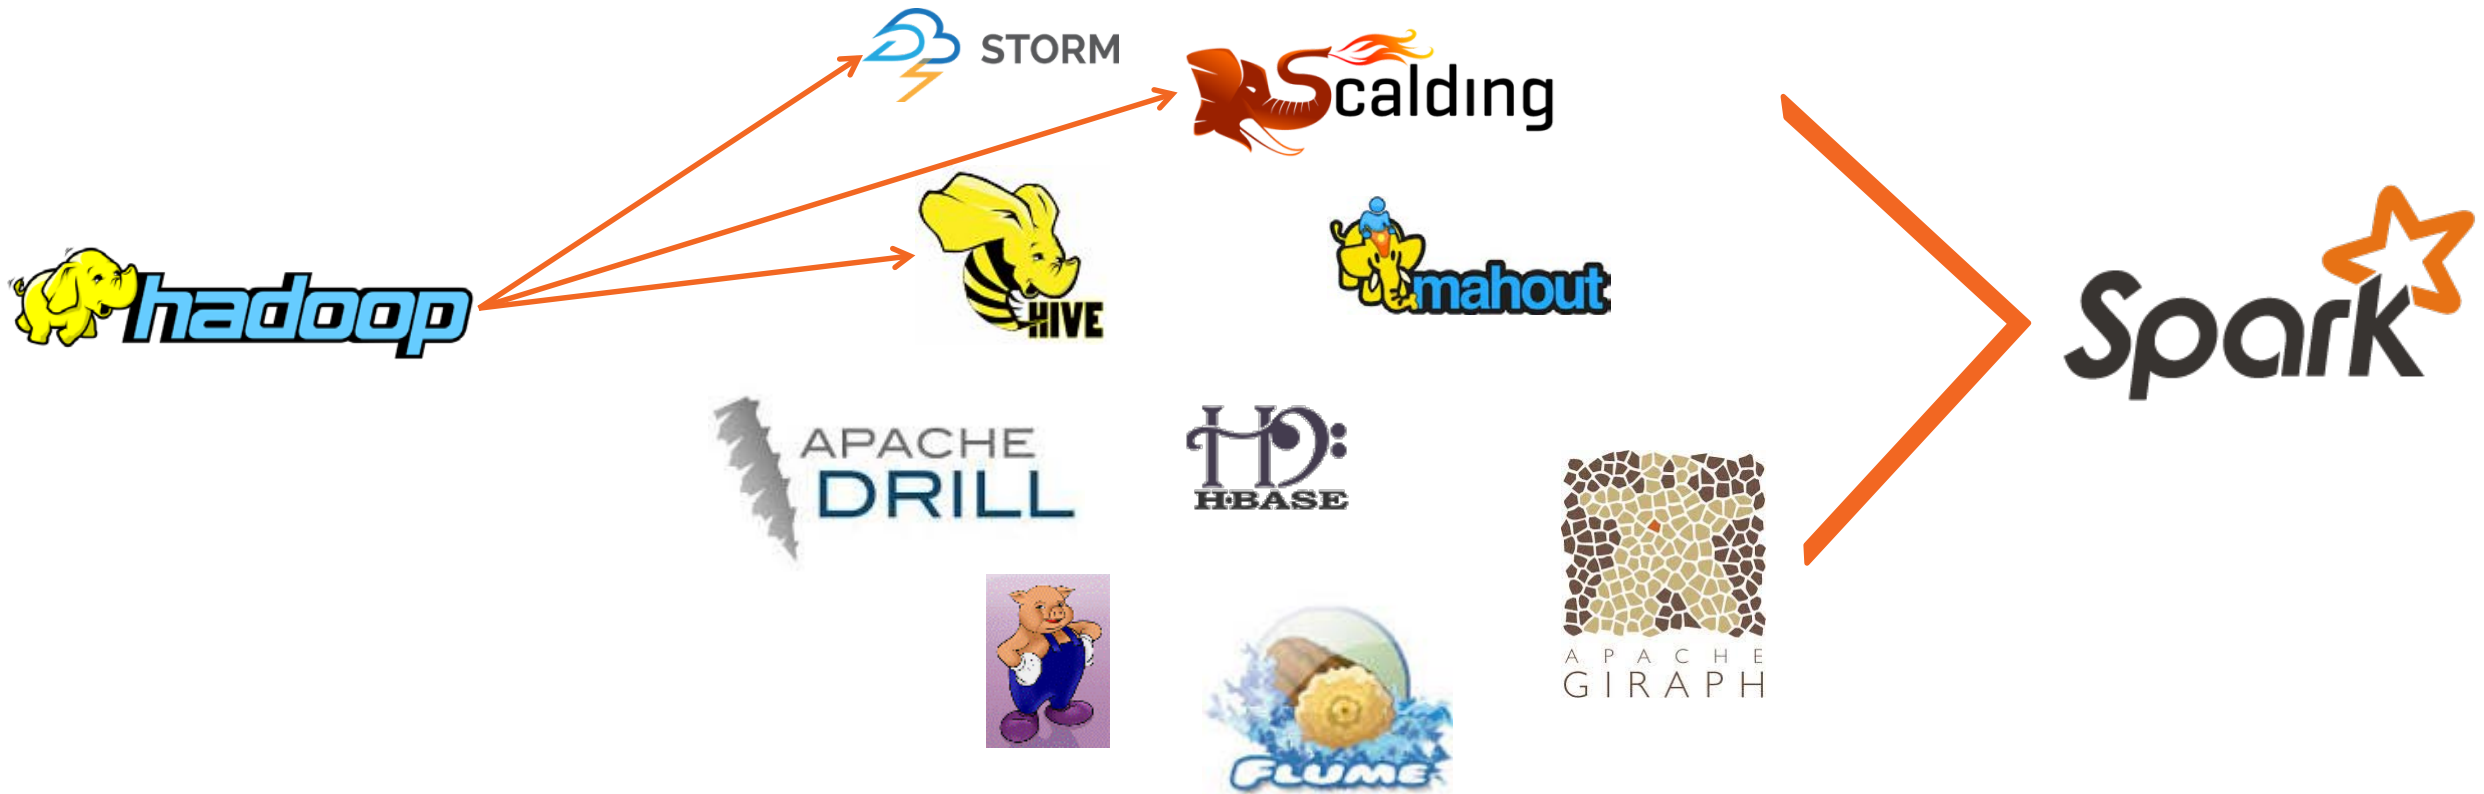 STORM
Scalding
hadoop
HIVE
mahout
Spark
APACHE
DRILL
HBASE
APACHE
GIRAPH
FLUME